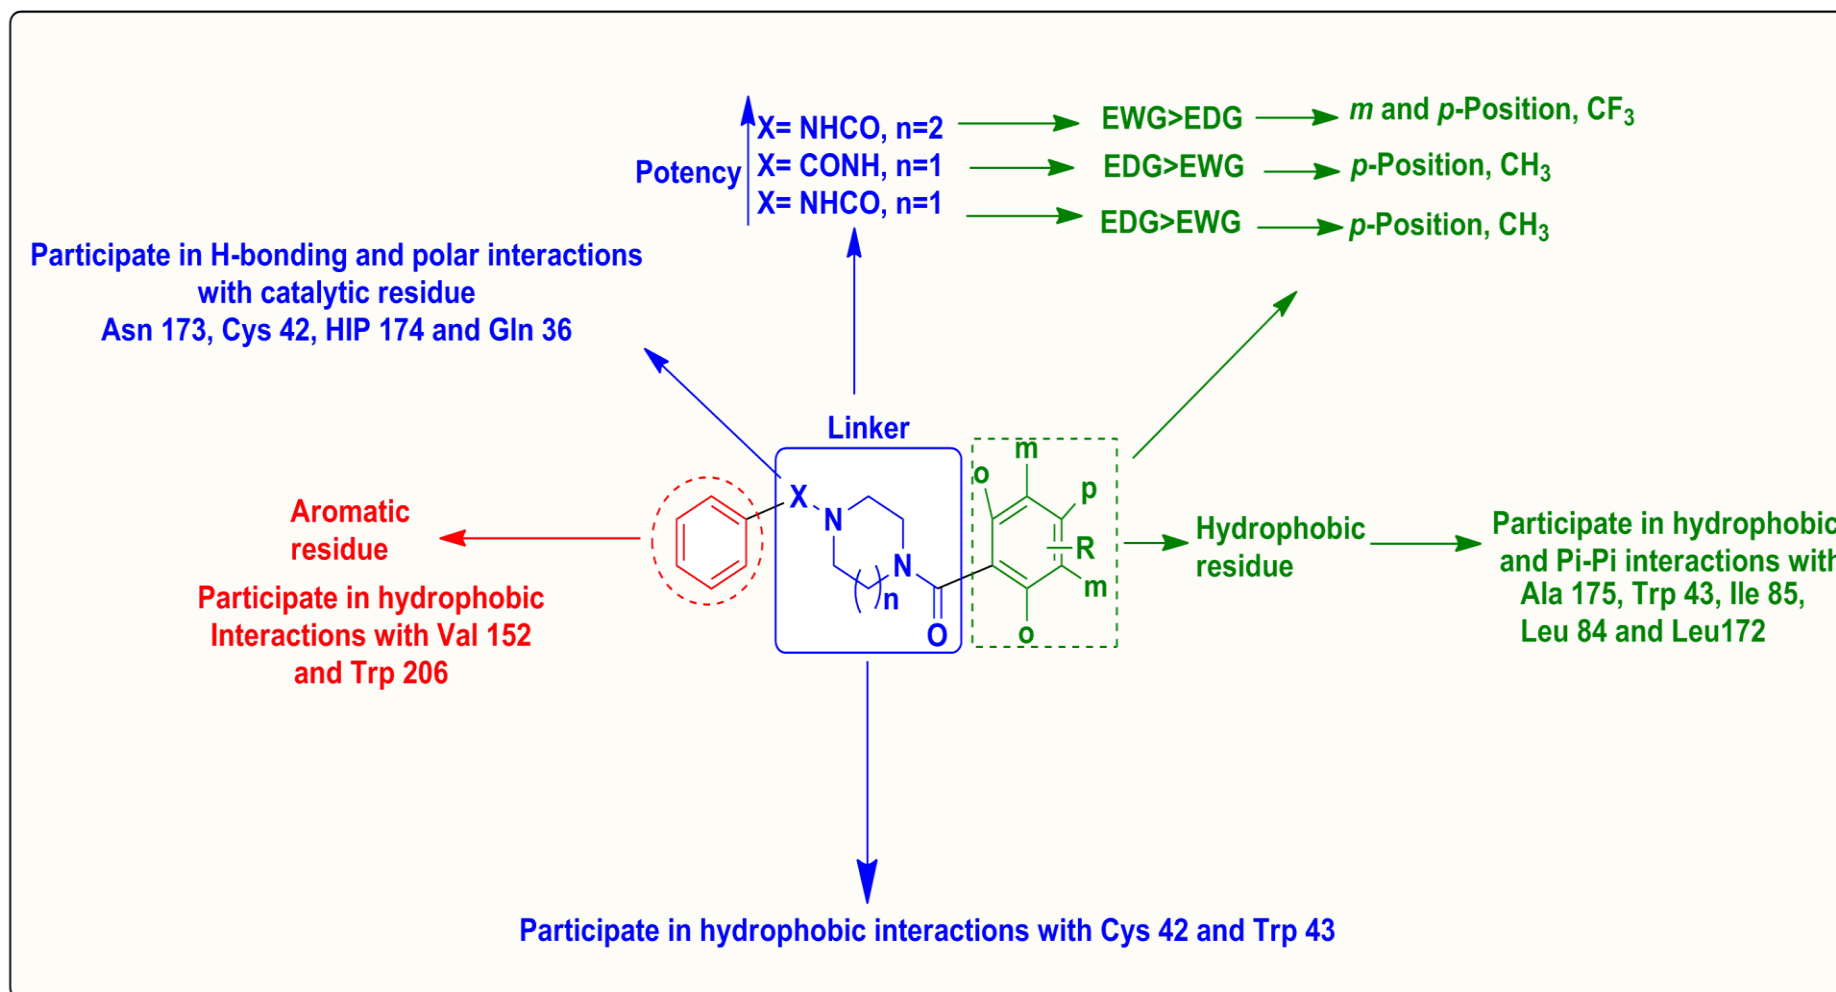 X= NHCO, n=2
EWG>EDG
m and p-Position, CF3
Potency
X= CONH, n=1
EDG>EWG
p-Position, CH3
X= NHCO, n=1
EDG>EWG
p-Position, CH3
Participate in H-bonding and polar interactions
with catalytic residue
Asn 173, Cys 42, HIP 174 and Gln 36
Linker
X
N
N
n
O
o
m
p
R
m
o
Aromatic
residue
Participate in hydrophobic
Interactions with Val 152
and Trp 206
Hydrophobic
residue
Participate in hydrophobic
and Pi-Pi interactions with
Ala 175, Trp 43, Ile 85,
Leu 84 and Leu172
Participate in hydrophobic interactions with Cys 42 and Trp 43